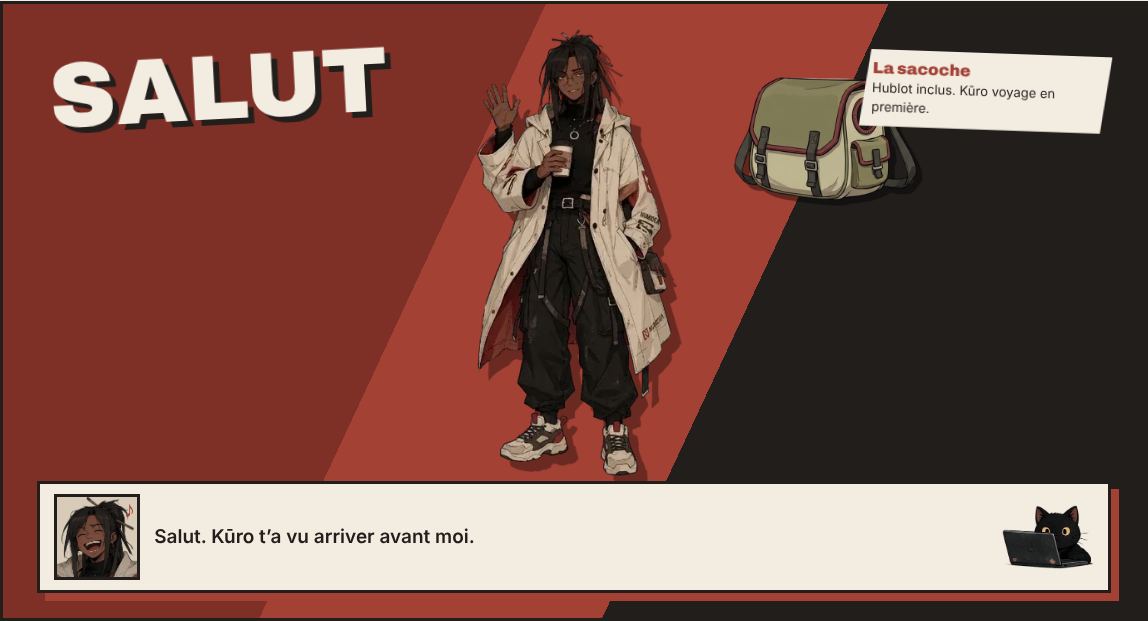 SALUT
La sacoche
Hublot inclus. Kūro voyage en
première.
Salut. Kūro t’a vu arriver avant moi.